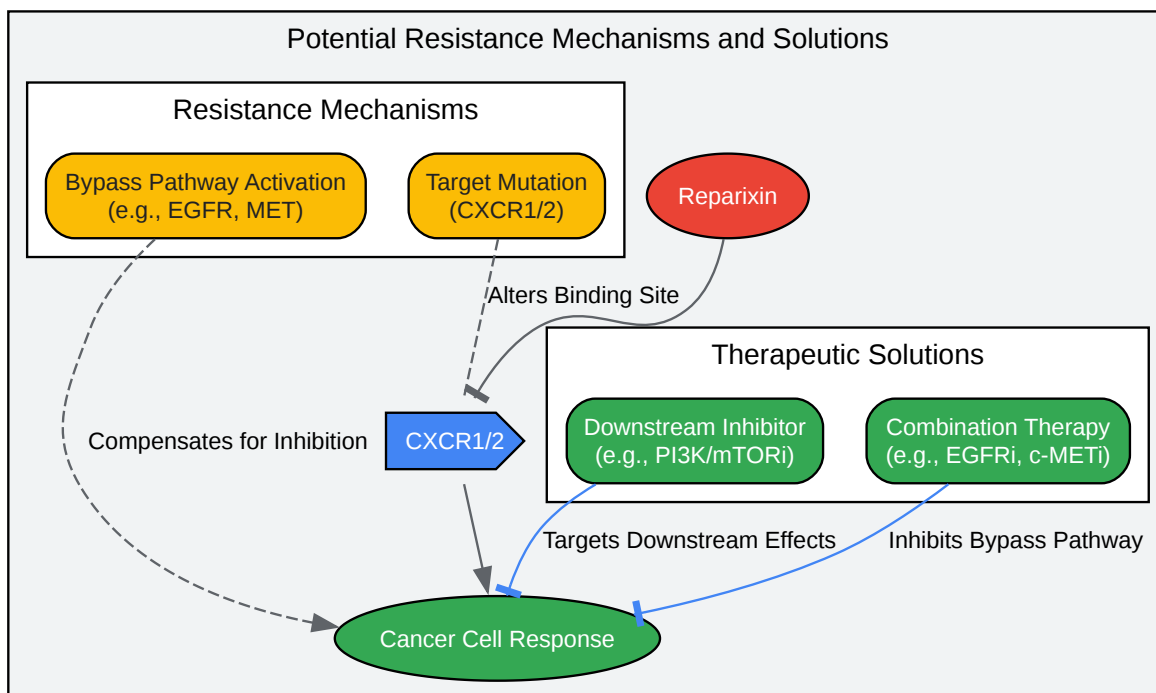 Potential Resistance Mechanisms and Solutions
Resistance Mechanisms
Bypass Pathway Activation
(e.g., EGFR, MET)
Target Mutation
(CXCR1/2)
Reparixin
Alters Binding Site
Therapeutic Solutions
Downstream Inhibitor
(e.g., PI3K/mTORi)
Combination Therapy
(e.g., EGFRi, c-METi)
Compensates for Inhibition
CXCR1/2
Targets Downstream Effects
Inhibits Bypass Pathway
Cancer Cell Response